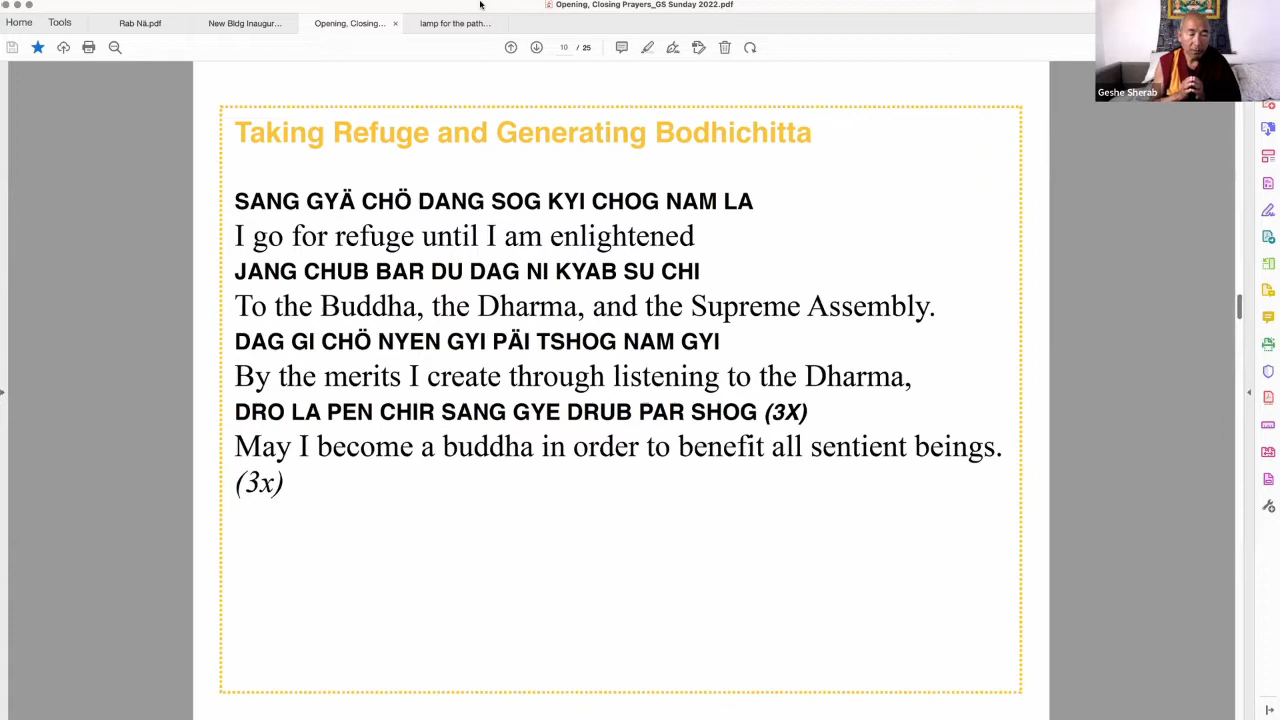 Opening, Closing Prayers_GS Sunday 2022.pdf
Home Tools Rab Nä.pdf New Bldg Inaugur... Opening, Closing... × lamp for the path...
10 / 25
Geshe Sherab
Taking Refuge and Generating Bodhichitta
SANG GYÄ CHÖ DANG SOG KYI CHOG NAM LA
I go for refuge until I am enlightened
JANG CHUB BAR DU DAG NI KYAB SU CHI
To the Buddha, the Dharma, and the Supreme Assembly.
DAG GI CHÖ NYEN GYI PÄI TSHOG NAM GYI
By the merits I create through listening to the Dharma,
DRO LA PEN CHIR SANG GYE DRUB PAR SHOG (3X)
May I become a buddha in order to benefit all sentient beings.
(3x)